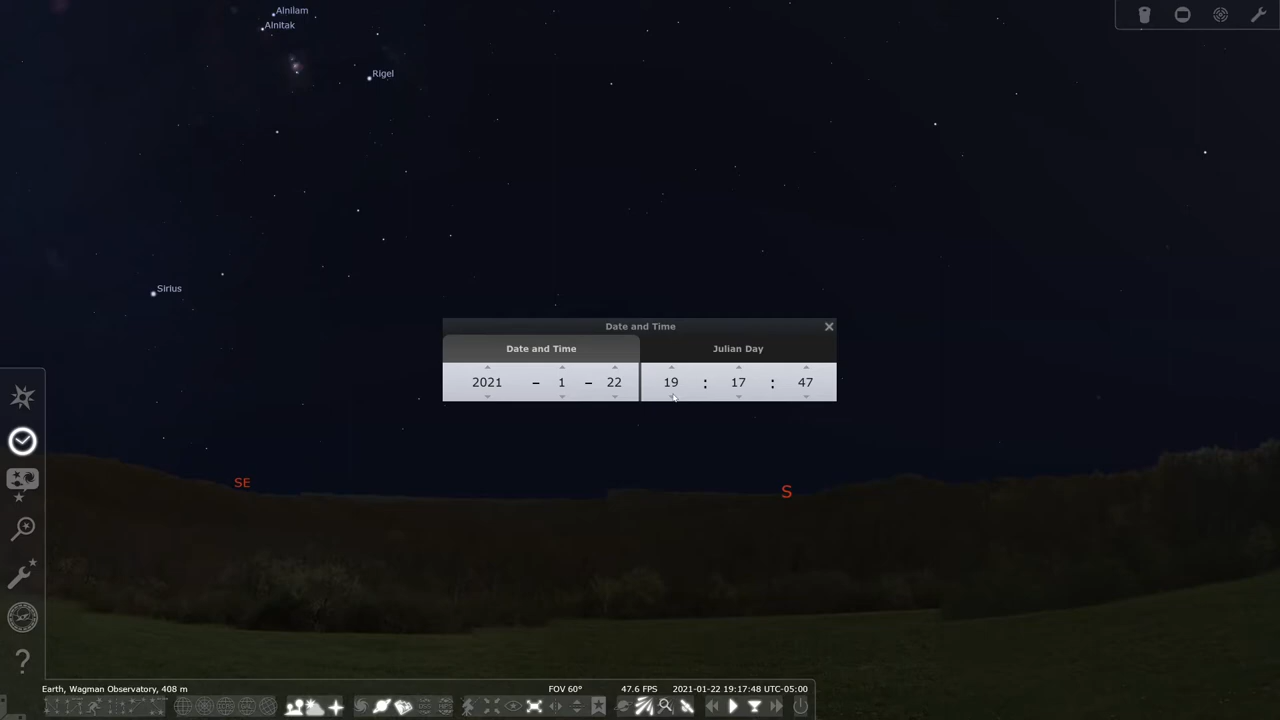 Alnilam
Alnitak
Rigel
Sirius
Date and Time
Date and Time Julian Day
2021 – 1 – 22 19 : 17 : 47
SE
S
Earth, Wagman Observatory, 408 m FOV 60° 47.6 FPS 2021-01-22 19:17:48 UTC-05:00